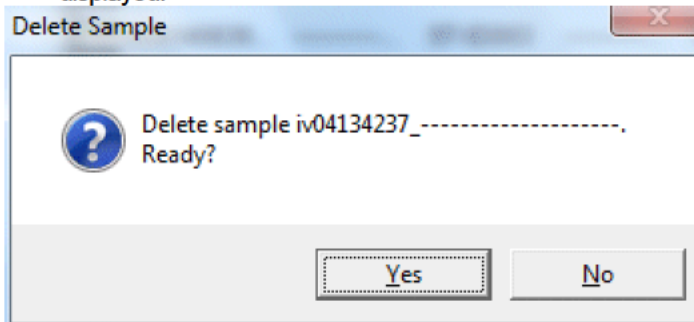 Delete Sample
Delete sample iv04134237_--------------------.
Ready?
Yes
No